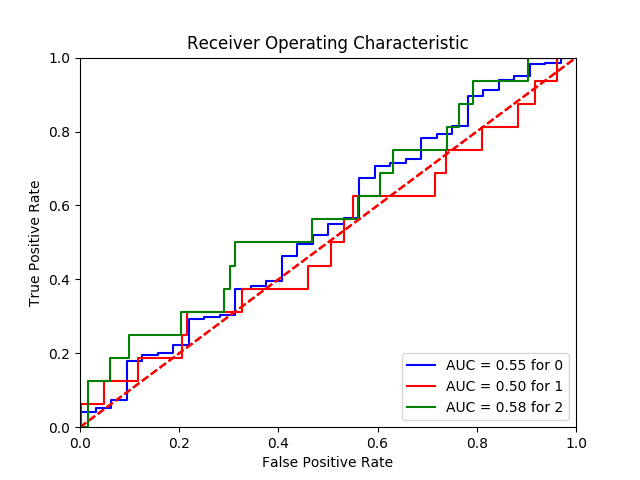 Receiver Operating Characteristic
1.0
0.8
0.6
0.4
0.2
0.0
True Positive Rate
0.0 0.2 0.4 0.6 0.8 1.0
False Positive Rate
AUC = 0.55 for 0
AUC = 0.50 for 1
AUC = 0.58 for 2